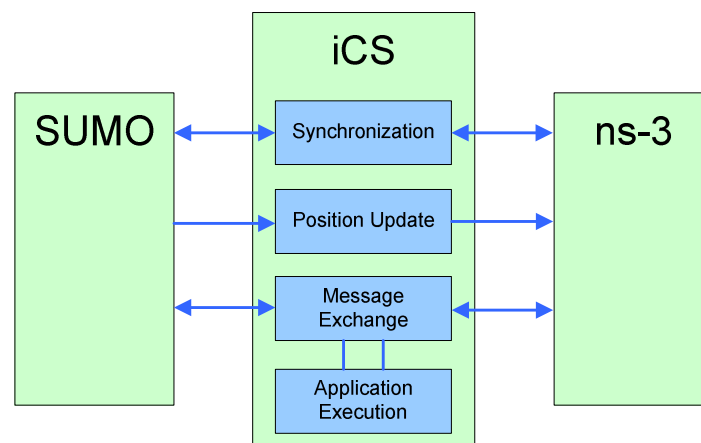 iCS
SUMO
ns-3
Synchronization
Position Update
Message
Exchange
Application
Execution